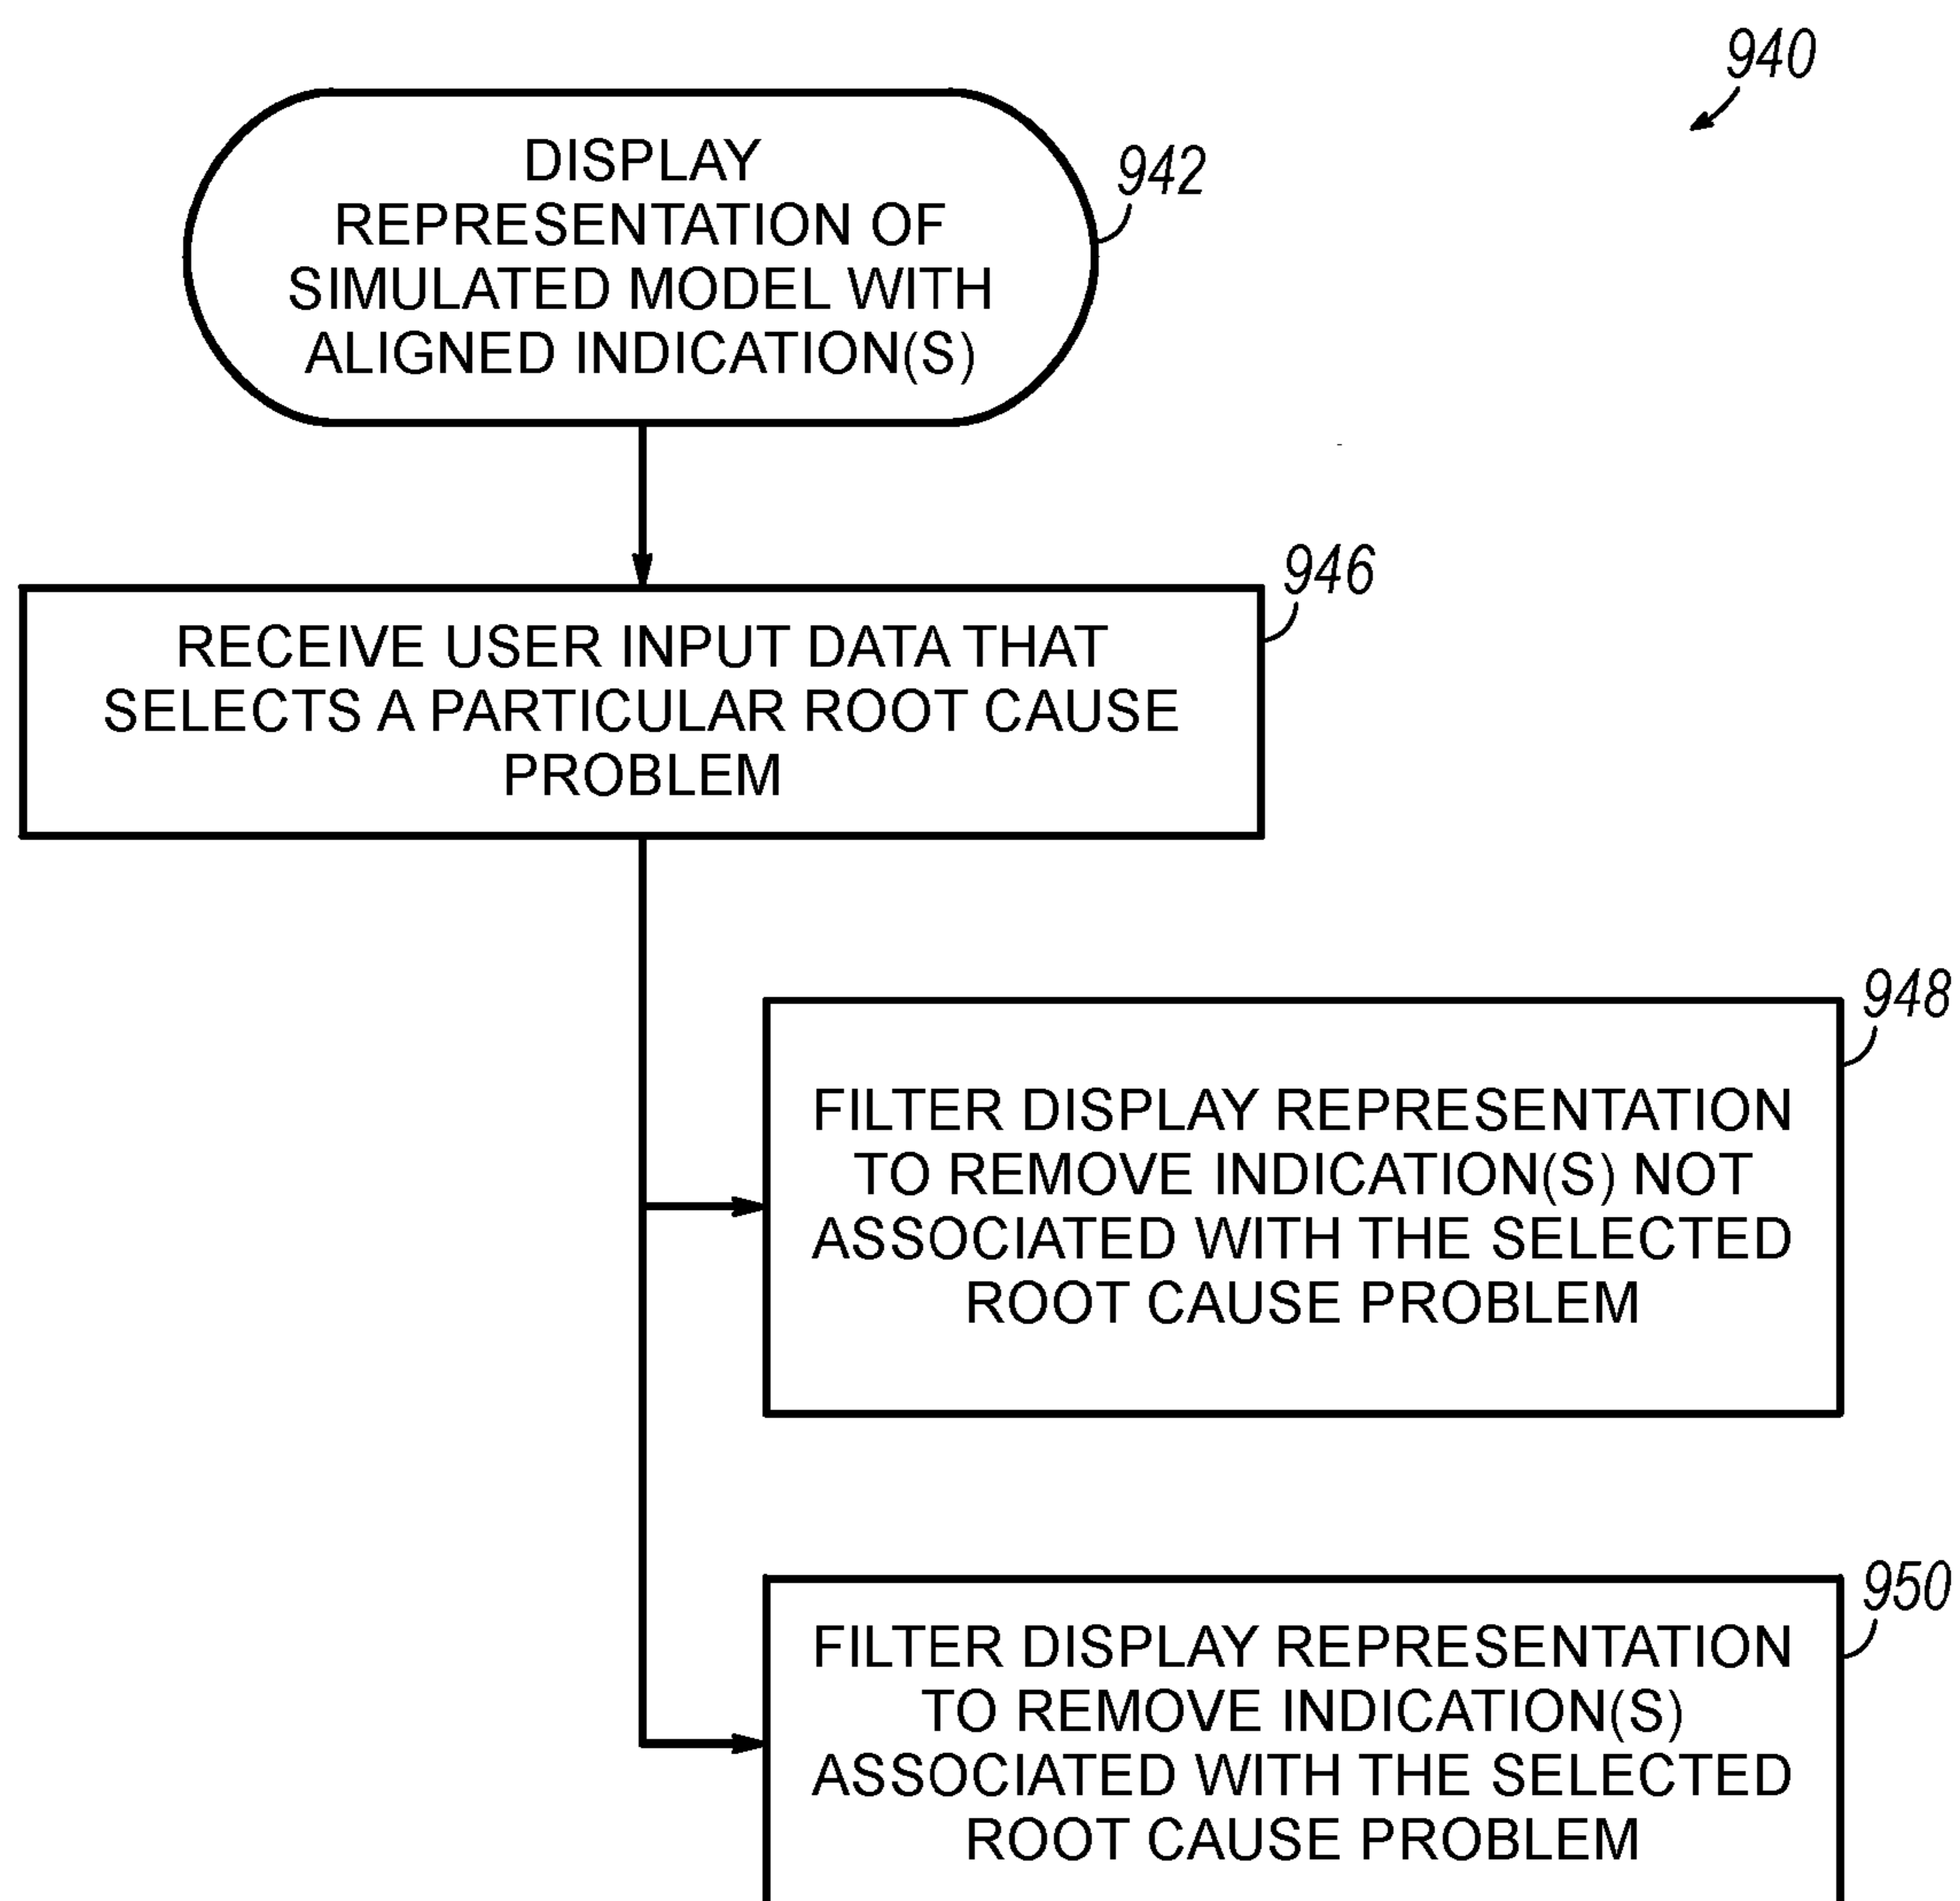 940
DISPLAY
REPRESENTATION OF
SIMULATED MODEL WITH
ALIGNED INDICATION(S)
942
RECEIVE USER INPUT DATA THAT
SELECTS A PARTICULAR ROOT CAUSE
PROBLEM
946
FILTER DISPLAY REPRESENTATION
TO REMOVE INDICATION(S) NOT
ASSOCIATED WITH THE SELECTED
ROOT CAUSE PROBLEM
948
FILTER DISPLAY REPRESENTATION
TO REMOVE INDICATION(S)
ASSOCIATED WITH THE SELECTED
ROOT CAUSE PROBLEM
950